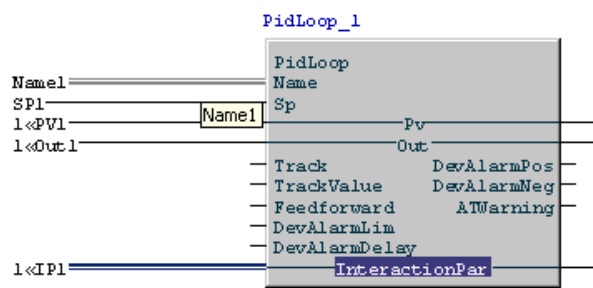 PidLoop_1
PidLoop
Name1 Name
SP1 Sp
Name1
1«PV1 Pv
1«Out1 Out
Track DevAlarmPos
TrackValue DevAlarmNeg
Feedforward ATWarning
DevAlarmLim
DevAlarmDelay
1«IP1 InteractionPar